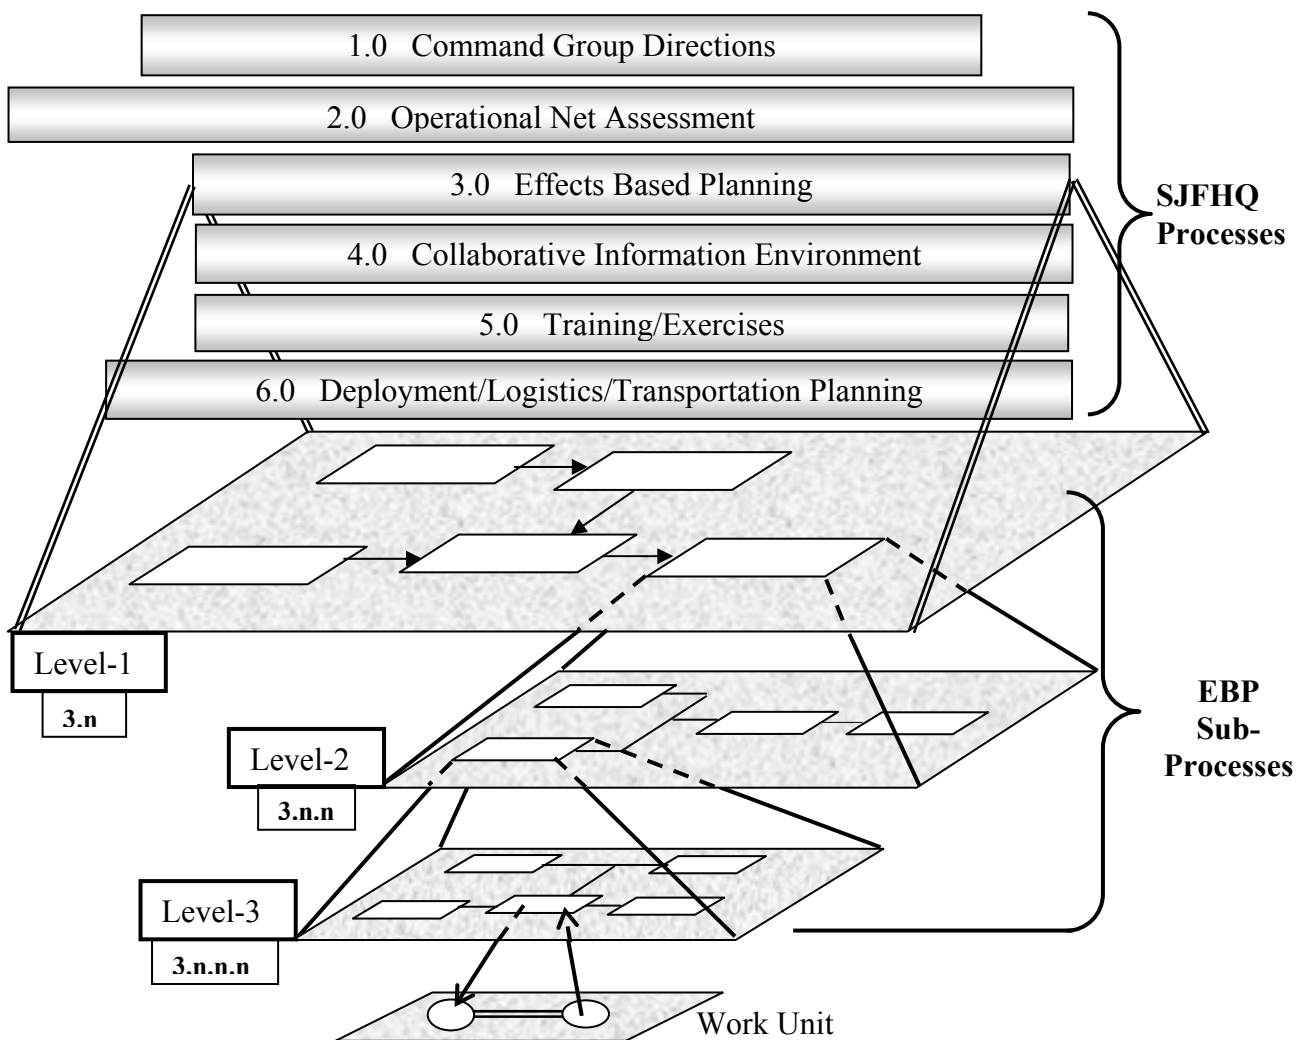 1.0 Command Group Directions
2.0 Operational Net Assessment
3.0 Effects Based Planning
4.0 Collaborative Information Environment
5.0 Training/Exercises
6.0 Deployment/Logistics/Transportation Planning
SJFHQ
Processes
Level-1
3.n
Level-2
3.n.n
EBP
Sub-
Processes
Level-3
3.n.n.n
Work Unit